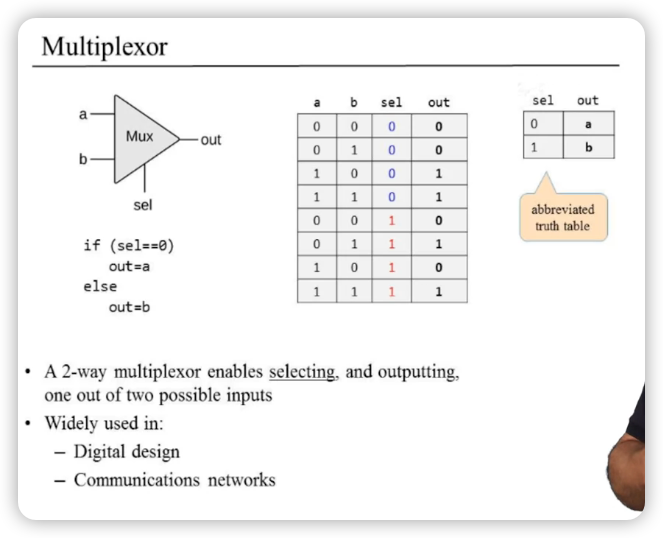 Multiplexor
a
Mux
out
b
sel
if (sel==0)
out=a
else
out=b
a b sel out
0 0 0 0
0 1 0 0
1 0 0 1
1 1 0 1
0 0 1 0
0 1 1 1
1 0 1 0
1 1 1 1
sel out
0 a
1 b
abbreviated
truth table
• A 2-way multiplexor enables selecting, and outputting,
one out of two possible inputs
• Widely used in:
– Digital design
– Communications networks